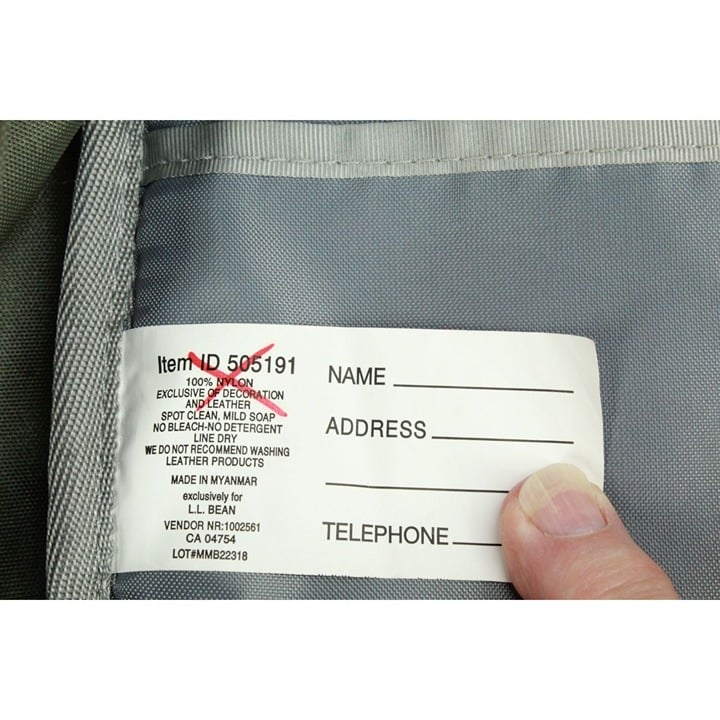 Item ID 505191
100% NYLON
EXCLUSIVE OF DECORATION
AND LEATHER
SPOT CLEAN, MILD SOAP
NO BLEACH-NO DETERGENT
LINE DRY
WE DO NOT RECOMMEND WASHING
LEATHER PRODUCTS
MADE IN MYANMAR
exclusively for
L.L. BEAN
VENDOR NR:1002561
CA 04754
LOT#MMB22318
NAME
ADDRESS
TELEPHONE